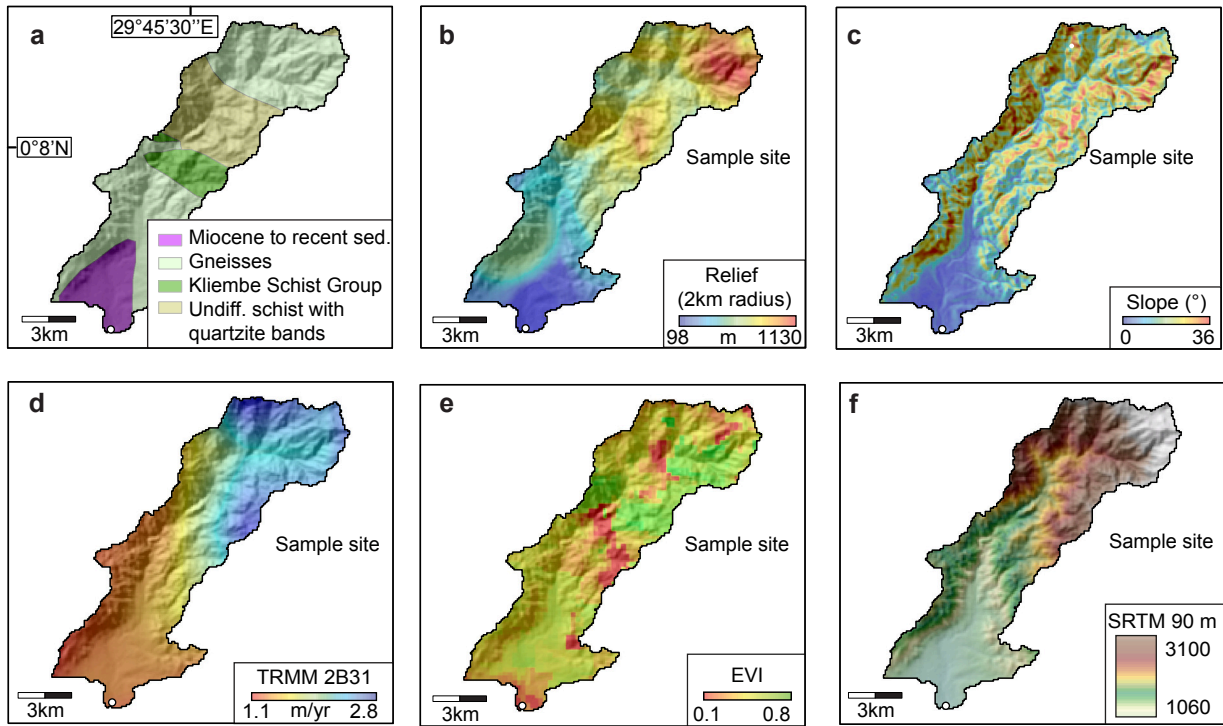 a
29°45'30''E
0°8'N
Miocene to recent sed.
Gneisses
Kliembe Schist Group
Undiff. schist with
quartzite bands
3km
b
Sample site
Relief
(2km radius)
98 m 1130
3km
c
Sample site
Slope (°)
0 36
3km
d
Sample site
TRMM 2B31
1.1 m/yr 2.8
3km
e
Sample site
EVI
0.1 0.8
3km
f
Sample site
SRTM 90 m
3100
1060
3km